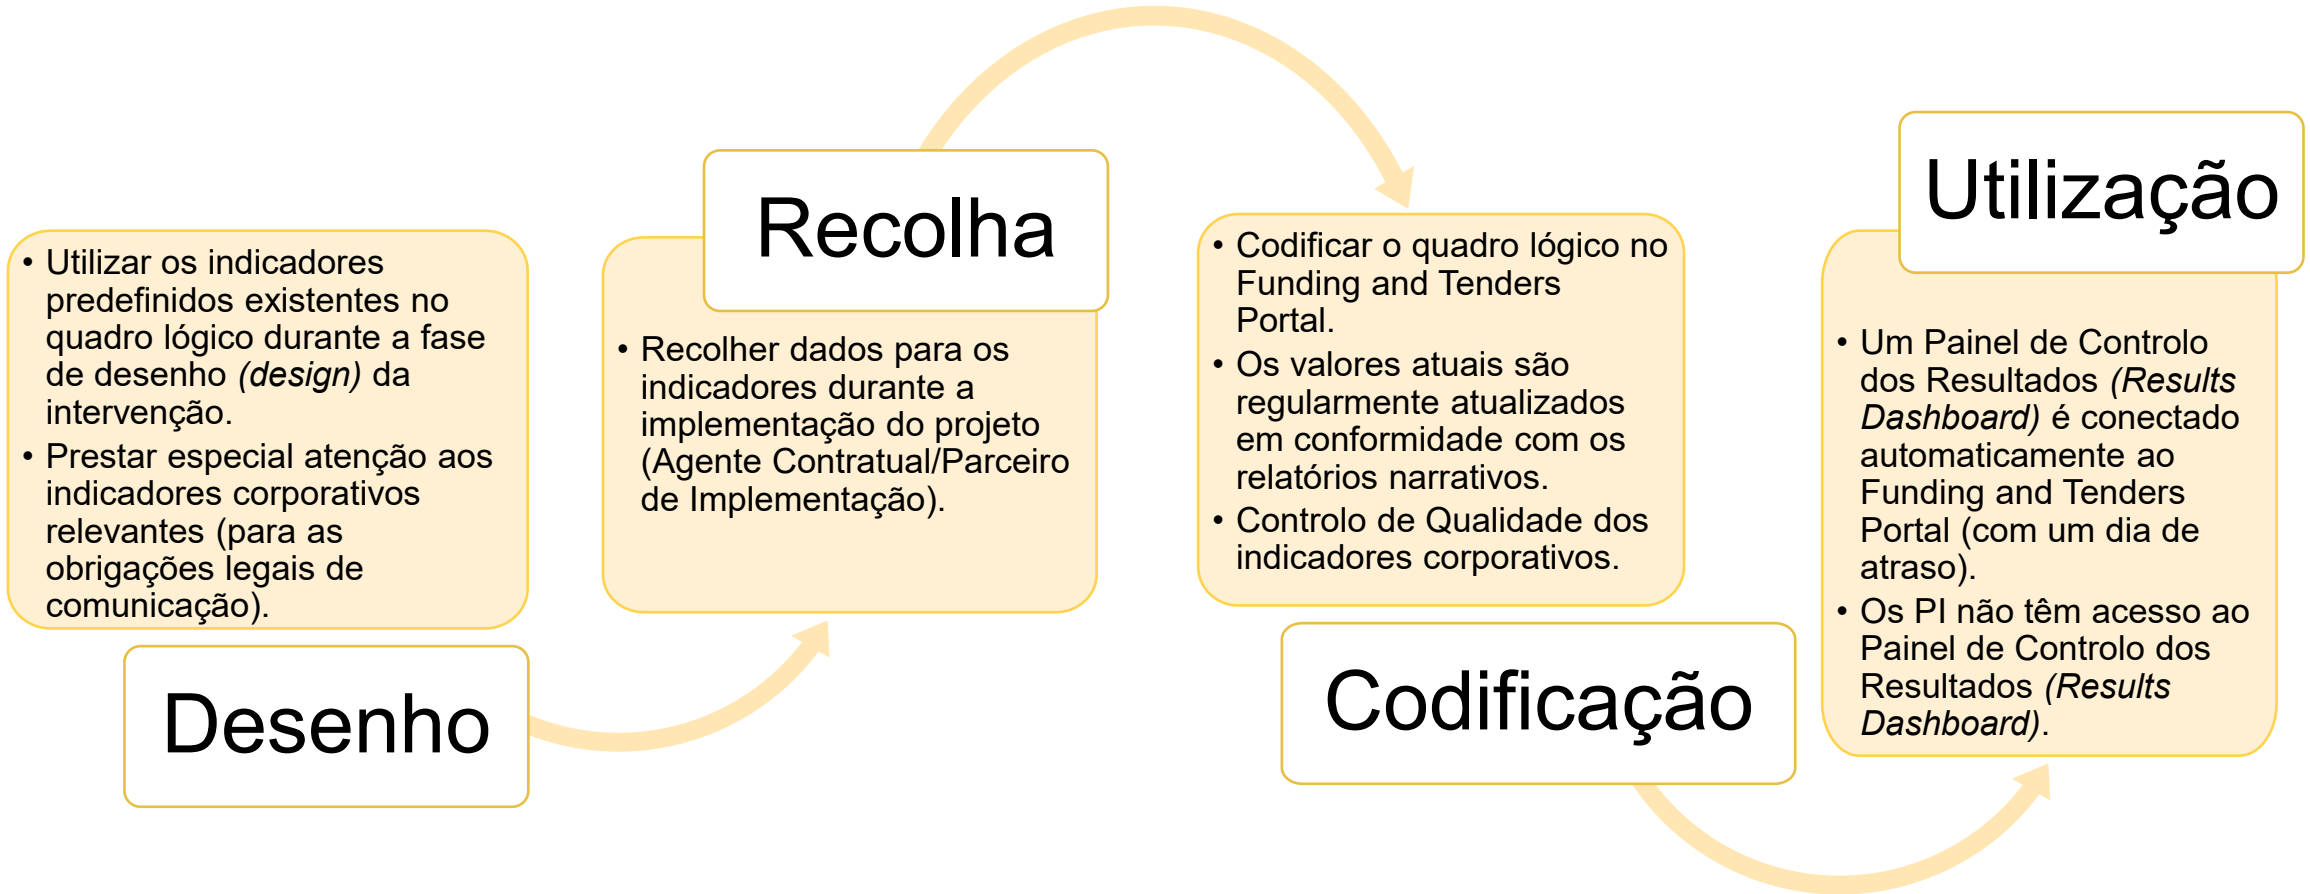 • Utilizar os indicadores
predefinidos existentes no
quadro lógico durante a fase
de desenho (design) da
intervenção.
• Prestar especial atenção aos
indicadores corporativos
relevantes (para as
obrigações legais de
comunicação).
Desenho
Recolha
• Recolher dados para os
indicadores durante a
implementação do projeto
(Agente Contratual/Parceiro
de Implementação).
• Codificar o quadro lógico no
Funding and Tenders
Portal.
• Os valores atuais são
regularmente atualizados
em conformidade com os
relatórios narrativos.
• Controlo de Qualidade dos
indicadores corporativos.
Codificação
Utilização
• Um Painel de Controlo
dos Resultados (Results
Dashboard) é conectado
automaticamente ao
Funding and Tenders
Portal (com um dia de
atraso).
• Os PI não têm acesso ao
Painel de Controlo dos
Resultados (Results
Dashboard).